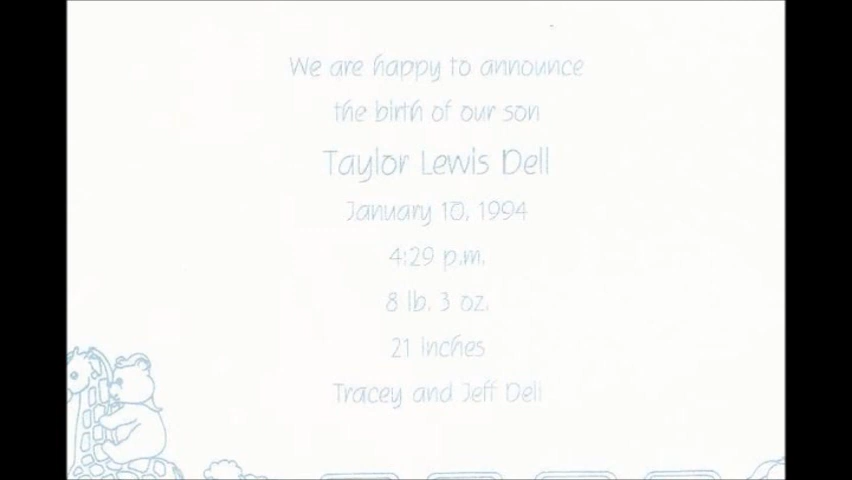 We are happy to announce
the birth of our son
Taylor Lewis Dell
January 10, 1994
4:29 p.m.
8 lb. 3 oz.
21 inches
Tracey and Jeff Dell